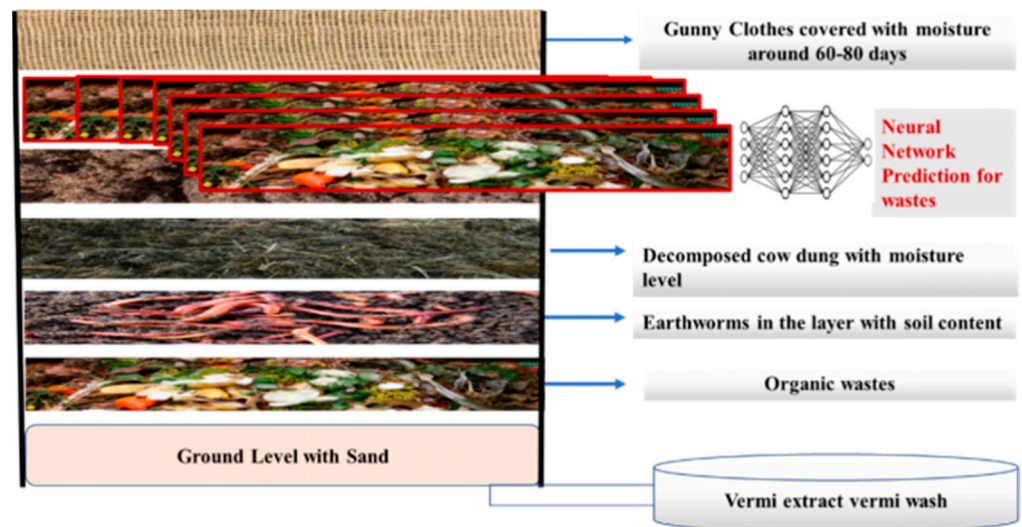 Gunny Clothes covered with moisture
around 60-80 days
Neural
Network
Prediction for
wastes
Decomposed cow dung with moisture
level
Earthworms in the layer with soil content
Organic wastes
Ground Level with Sand
Vermi extract vermi wash